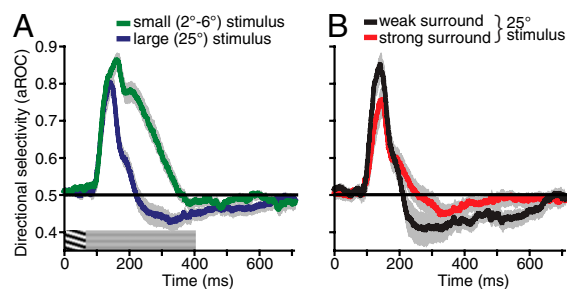 A
small (2°-6°) stimulus
large (25°) stimulus
Directional selectivity (aROC)
0.9
0.8
0.7
0.6
0.5
0.4
0 200 400 600
Time (ms)
B
weak surround
strong surround
25°
stimulus
0 200 400 600
Time (ms)